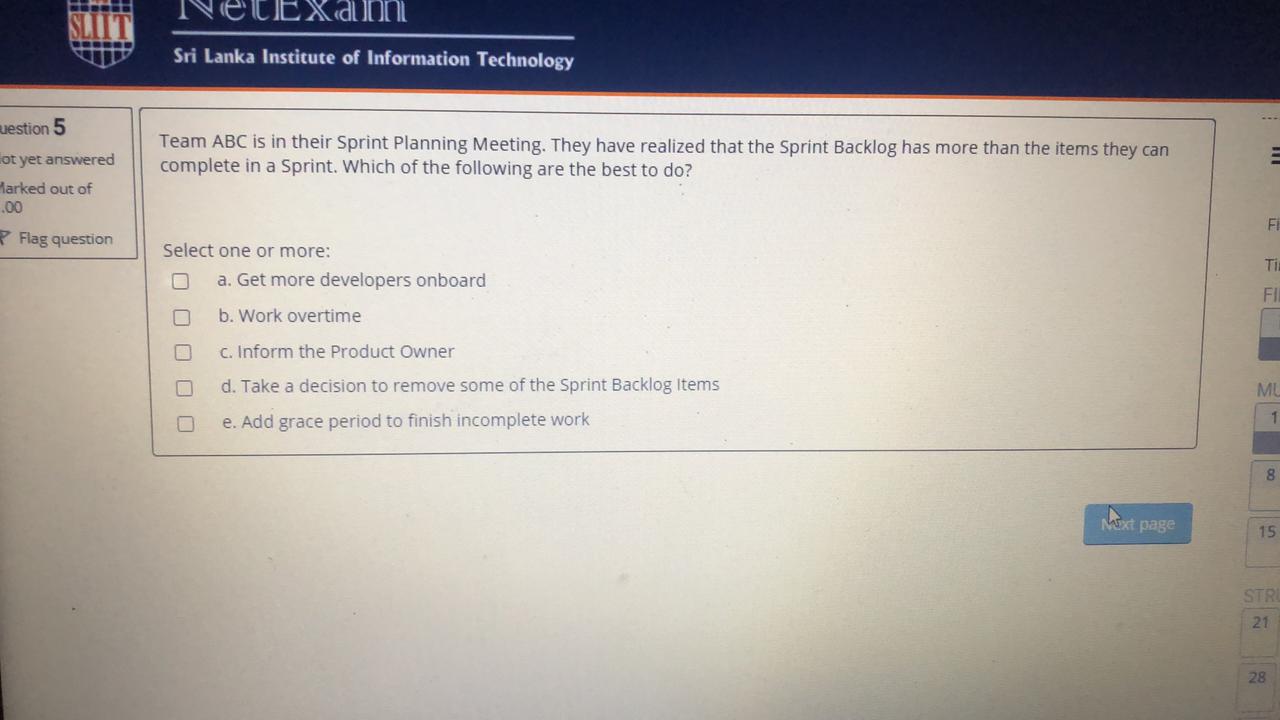 SLIIT
NetExam
Sri Lanka Institute of Information Technology
uestion 5
ot yet answered
Marked out of
.00
Flag question
Team ABC is in their Sprint Planning Meeting. They have realized that the Sprint Backlog has more than the items they can
complete in a Sprint. Which of the following are the best to do?
Select one or more:
a. Get more developers onboard
b. Work overtime
c. Inform the Product Owner
d. Take a decision to remove some of the Sprint Backlog Items
e. Add grace period to finish incomplete work
Next page
Fi
Ti
FI
MU
1
8
15
STR
21
28